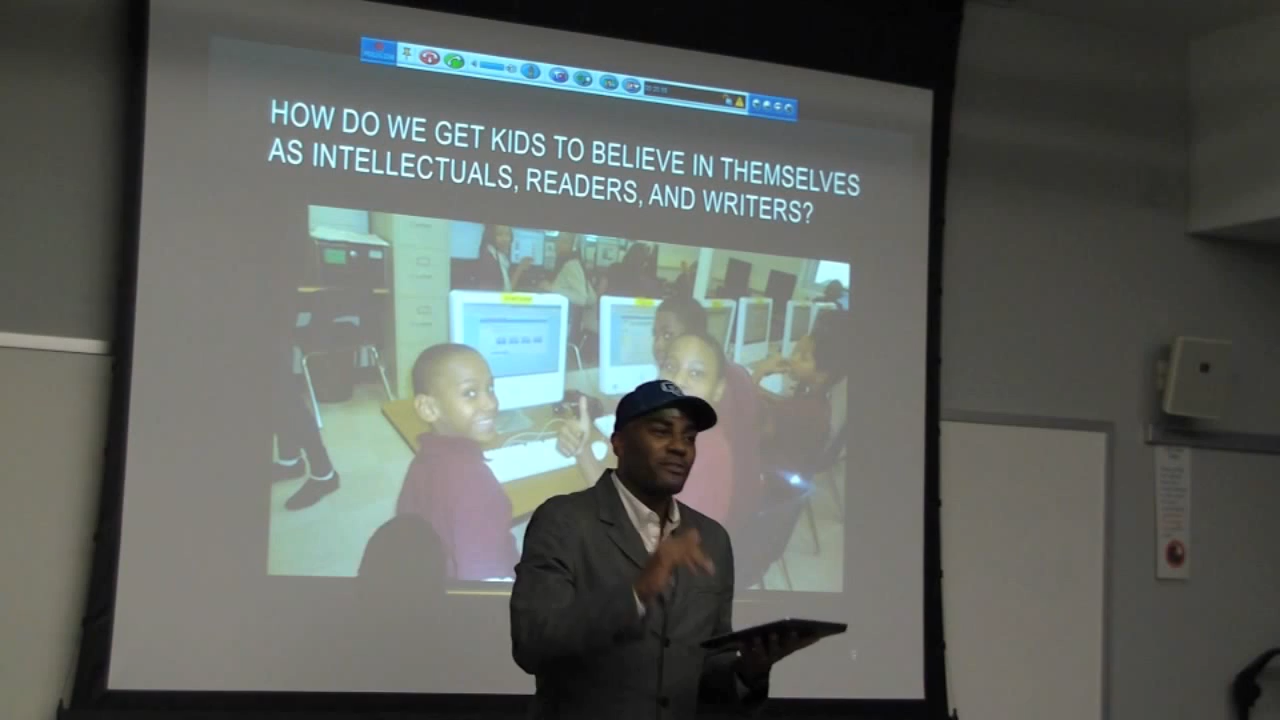 HOW DO WE GET KIDS TO BELIEVE IN THEMSELVES
AS INTELLECTUALS, READERS, AND WRITERS?